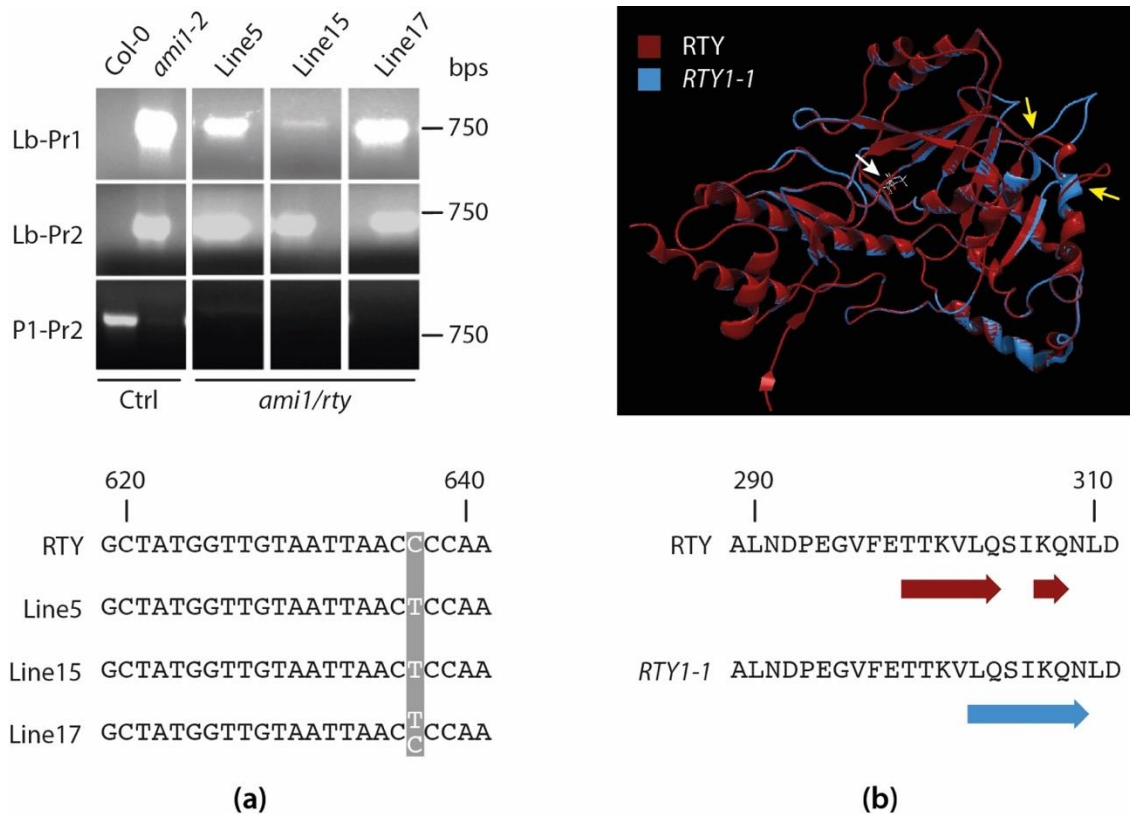 Col-0 ami1-2 Line5 Line15 Line17 bps
Lb-Pr1 750
Lb-Pr2 750
P1-Pr2 750
Ctrl ami1/rty
620 640
RTY GCTATGGTTGTAATTAACCCCAA
Line5 GCTATGGTTGTAATTAACTCCAA
Line15 GCTATGGTTGTAATTAACTCCAA
T
Line17 GCTATGGTTGTAATTAAC CCAA
C
(a)
RTY
RTY1-1
290 310
RTY ALNDPEGVFETTKVLQSIKQNLD
RTY1-1 ALNDPEGVFETTKVLQSIKQNLD
(b)